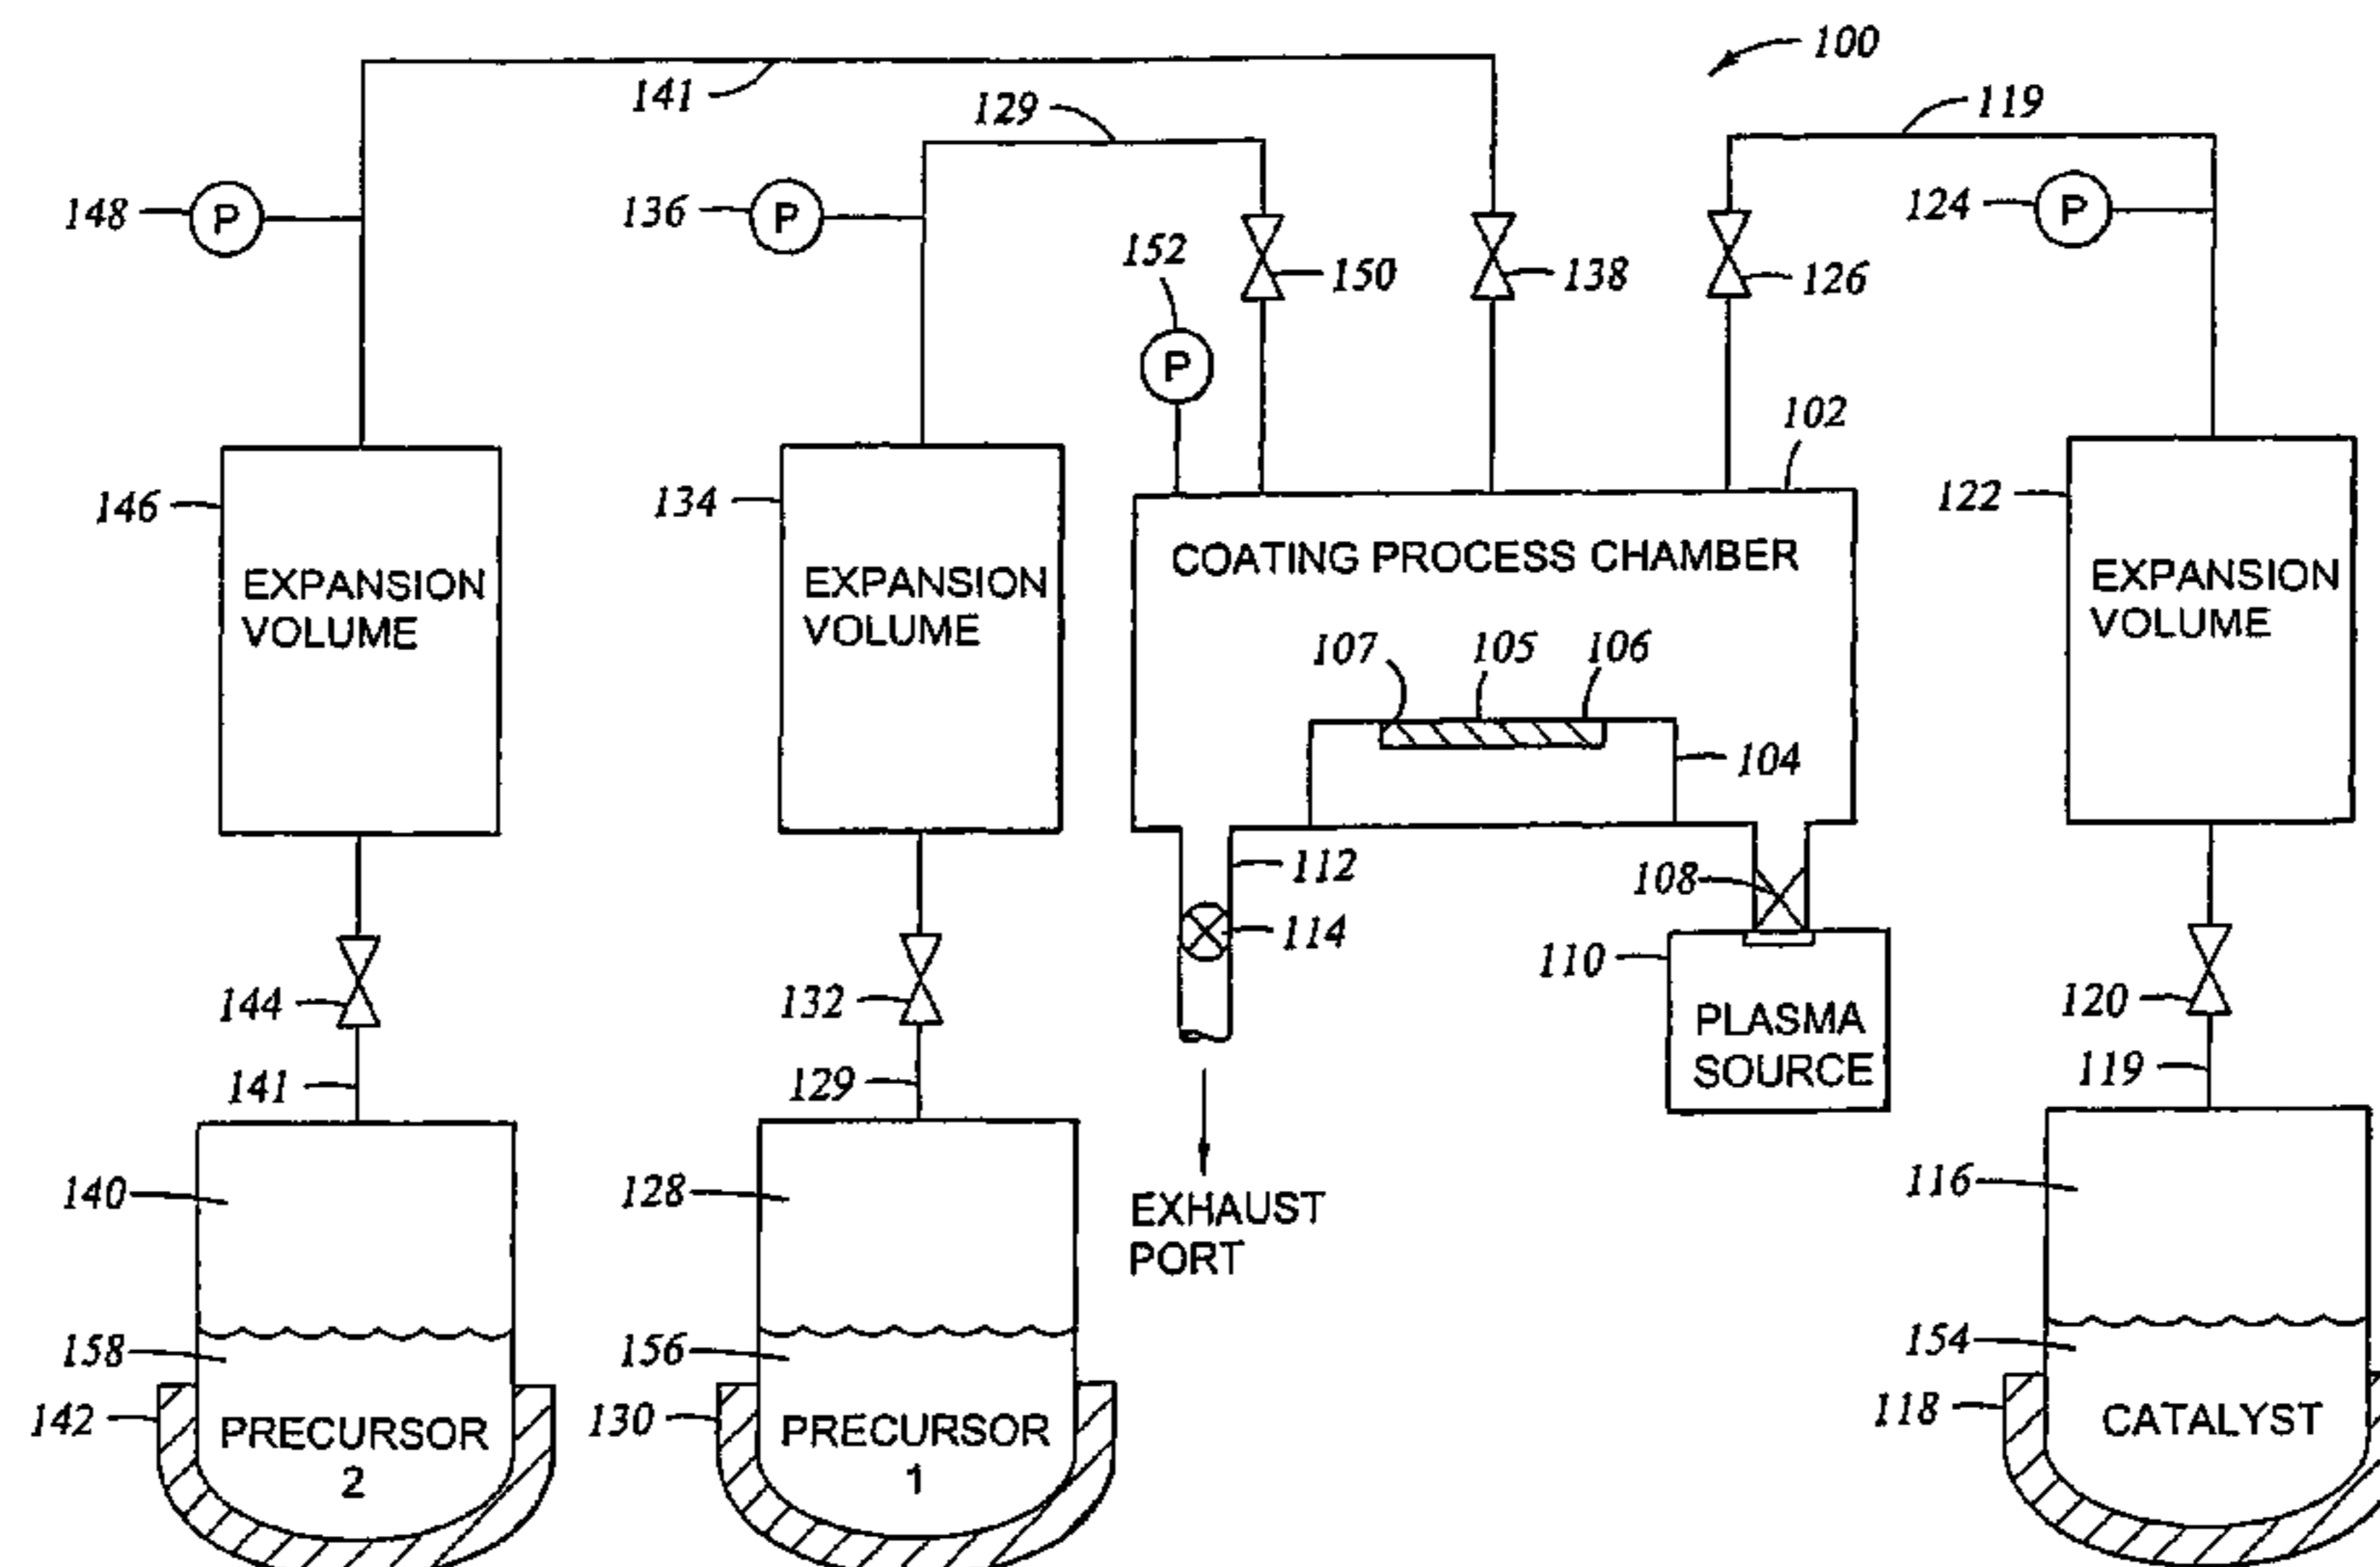 100
141
129
119
148
P
136
P
152
P
150
138
126
124
P
102
146
EXPANSION
VOLUME
134
EXPANSION
VOLUME
COATING PROCESS CHAMBER
107
105
106
104
122
EXPANSION
VOLUME
112
114
108
110
PLASMA
SOURCE
144
132
120
141
129
119
140
128
EXHAUST
PORT
116
158
156
154
142
PRECURSOR
2
130
PRECURSOR
1
118
CATALYST